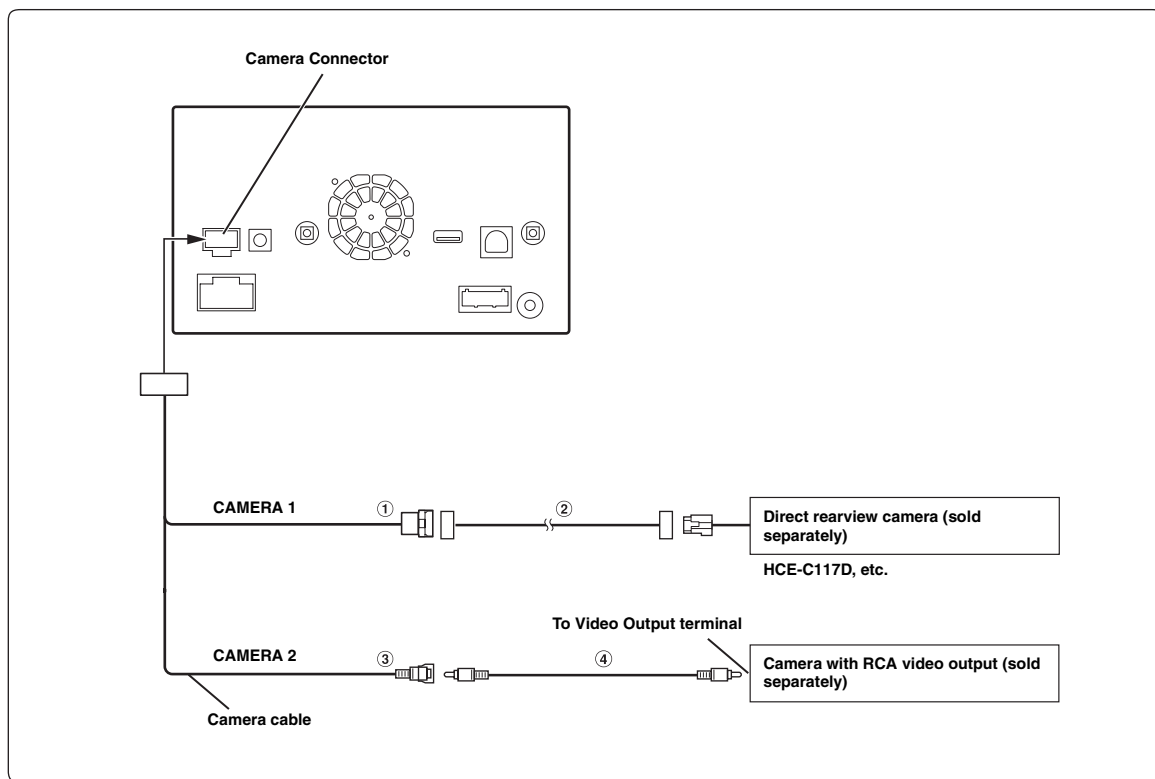 Camera Connector
CAMERA 1
①
②
Direct rearview camera (sold
separately)
HCE-C117D, etc.
To Video Output terminal
CAMERA 2
③
④
Camera with RCA video output (sold
separately)
Camera cable